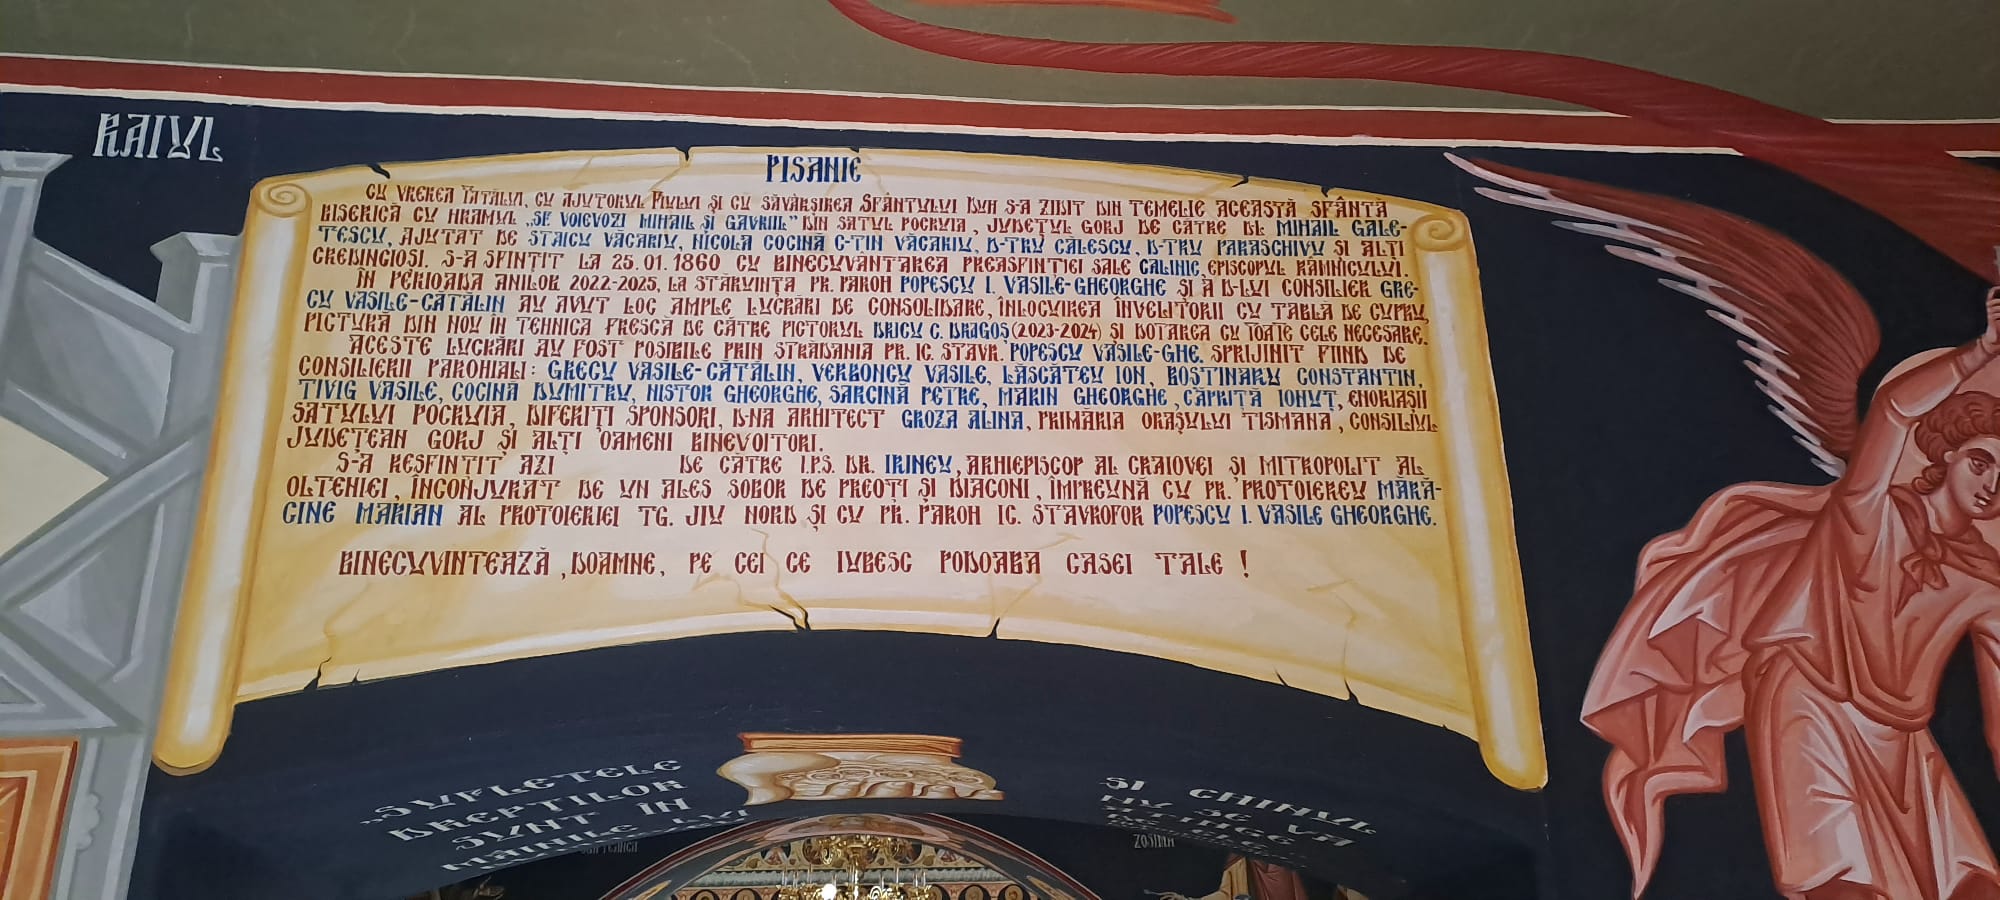 RAIUL
PISANIE
CU VREREA TATĂLUI, CU AJUTORUL FIULUI ȘI CU SĂVÂRȘIREA SFÂNTULUI DUH S-A ZIDIT DIN TEMELIE ACEASTĂ SFÂNTĂ
BISERICĂ CU HRAMUL „SF. VOIEVOZI MIHAIL ȘI GAVRIIL” DIN SATUL POCRUIA, JUDEȚUL GORJ DE CĂTRE DL MIHAIL GALE-
TESCU, AJUTAT DE STAICU VĂCARIU, NICOLA COCINĂ C-TIN VĂCARIU, D-TRU CĂLESCU, D-TRU PARASCHIVU ȘI ALȚI
CREDINCIOȘI. S-A SFINȚIT LA 25.01.1860 CU BINECUVÂNTAREA PREASFINȚIEI SALE CALINIC, EPISCOPUL RÂMNICULUI.
ÎN PERIOADA ANILOR 2022-2025, LA STĂRUINȚA PR. PAROH POPESCU I. VASILE-GHEORGHE ȘI A D-LUI CONSILIER GRE-
CU VASILE-CĂTĂLIN AU AVUT LOC AMPLE LUCRĂRI DE CONSOLIDARE, ÎNLOCUIREA ÎNVELITORII CU TABLĂ DE CUPRU,
PICTURĂ DIN NOU ÎN TEHNICA FRESCĂ DE CĂTRE PICTORUL DRICU C. DRAGOȘ (2023-2024) ȘI DOTAREA CU TOATE CELE NECESARE.
ACESTE LUCRĂRI AU FOST POSIBILE PRIN STRĂDANIA PR. IC. STAVR. POPESCU VASILE-GHE. SPRIJINIT FIIND DE
CONSILIERII PAROHIALI: GRECU VASILE-CĂTĂLIN, VERBONCU VASILE, LĂSCĂTEU ION, BOSTINARU CONSTANTIN,
TIVIG VASILE, COCINĂ DUMITRU, NISTOR GHEORGHE, SARCINĂ PETRE, MARIN GHEORGHE, CĂPRIȚĂ IONUȚ, ENORIAȘII
SATULUI POCRUIA, DIFERIȚI SPONSORI, D-NA ARHITECT GROZA ALINA, PRIMĂRIA ORAȘULUI TISMANA, CONSILIUL
JUDEȚEAN GORJ ȘI ALȚI OAMENI BINEVOITORI.
S-A RESFINȚIT AZI DE CĂTRE I.P.S. DR. IRINEU, ARHIEPISCOP AL CRAIOVEI ȘI MITROPOLIT AL
OLTENIEI, ÎNCONJURAT DE UN ALES SOBOR DE PREOȚI ȘI DIACONI, ÎMPREUNĂ CU PR. PROTOIEREU MĂRĂ-
CINE MARIAN AL PROTOIERIEI TG. JIU NORD ȘI CU PR. PAROH IC. STAVROFOR POPESCU I. VASILE GHEORGHE.
BINECUVINTEAZĂ, DOAMNE, PE CEI CE IUBESC PODOABA CASEI TALE !
„SUFLETELE
DREPȚILOR
SUNT ÎN
MÂINILE LUI
ȘI CHINUL
NU SE VA
ATINGE
DE ELE
ZOSIMA